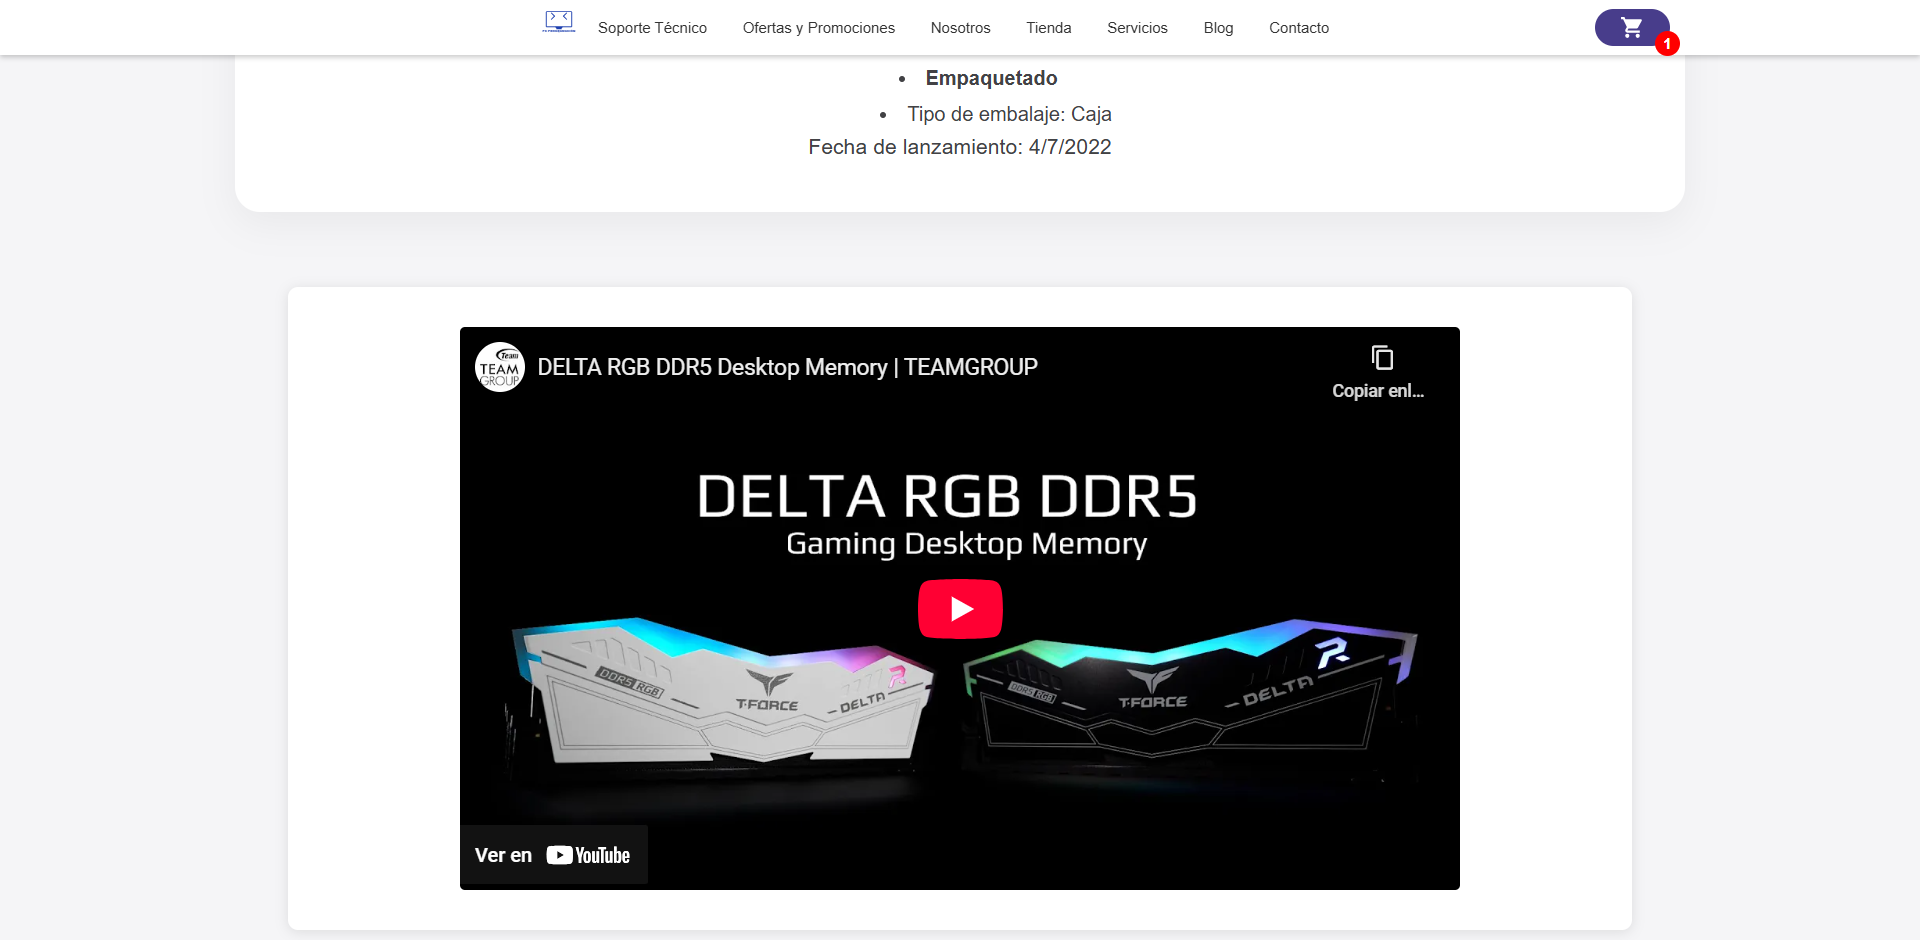 Soporte Técnico Ofertas y Promociones Nosotros Tienda Servicios Blog Contacto
1
• Empaquetado
• Tipo de embalaje: Caja
Fecha de lanzamiento: 4/7/2022
Team
TEAM
GROUP
DELTA RGB DDR5 Desktop Memory | TEAMGROUP
Copiar enl...
DELTA RGB DDR5
Gaming Desktop Memory
DDR5 RGB
T-FORCE
DELTA
DDR5 RGB
T-FORCE
DELTA
Ver en YouTube